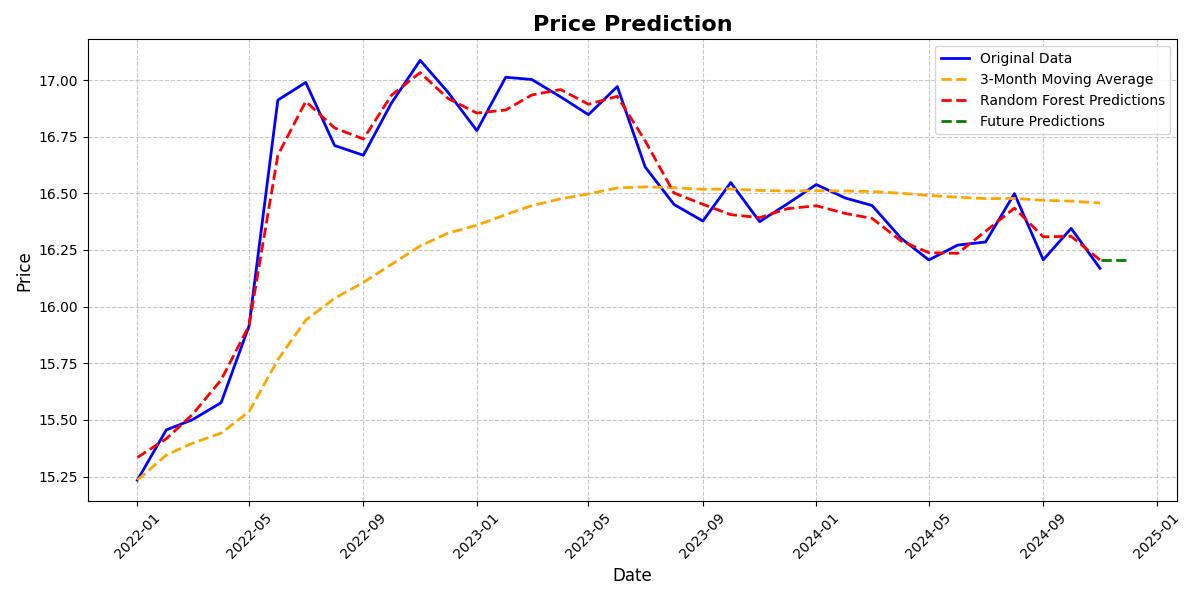 Price Prediction
Original Data
3-Month Moving Average
Random Forest Predictions
Future Predictions
Price
17.00
16.75
16.50
16.25
16.00
15.75
15.50
15.25
2022-01
2022-05
2022-09
2023-01
2023-05
2023-09
2024-01
2024-05
2024-09
2025-01
Date